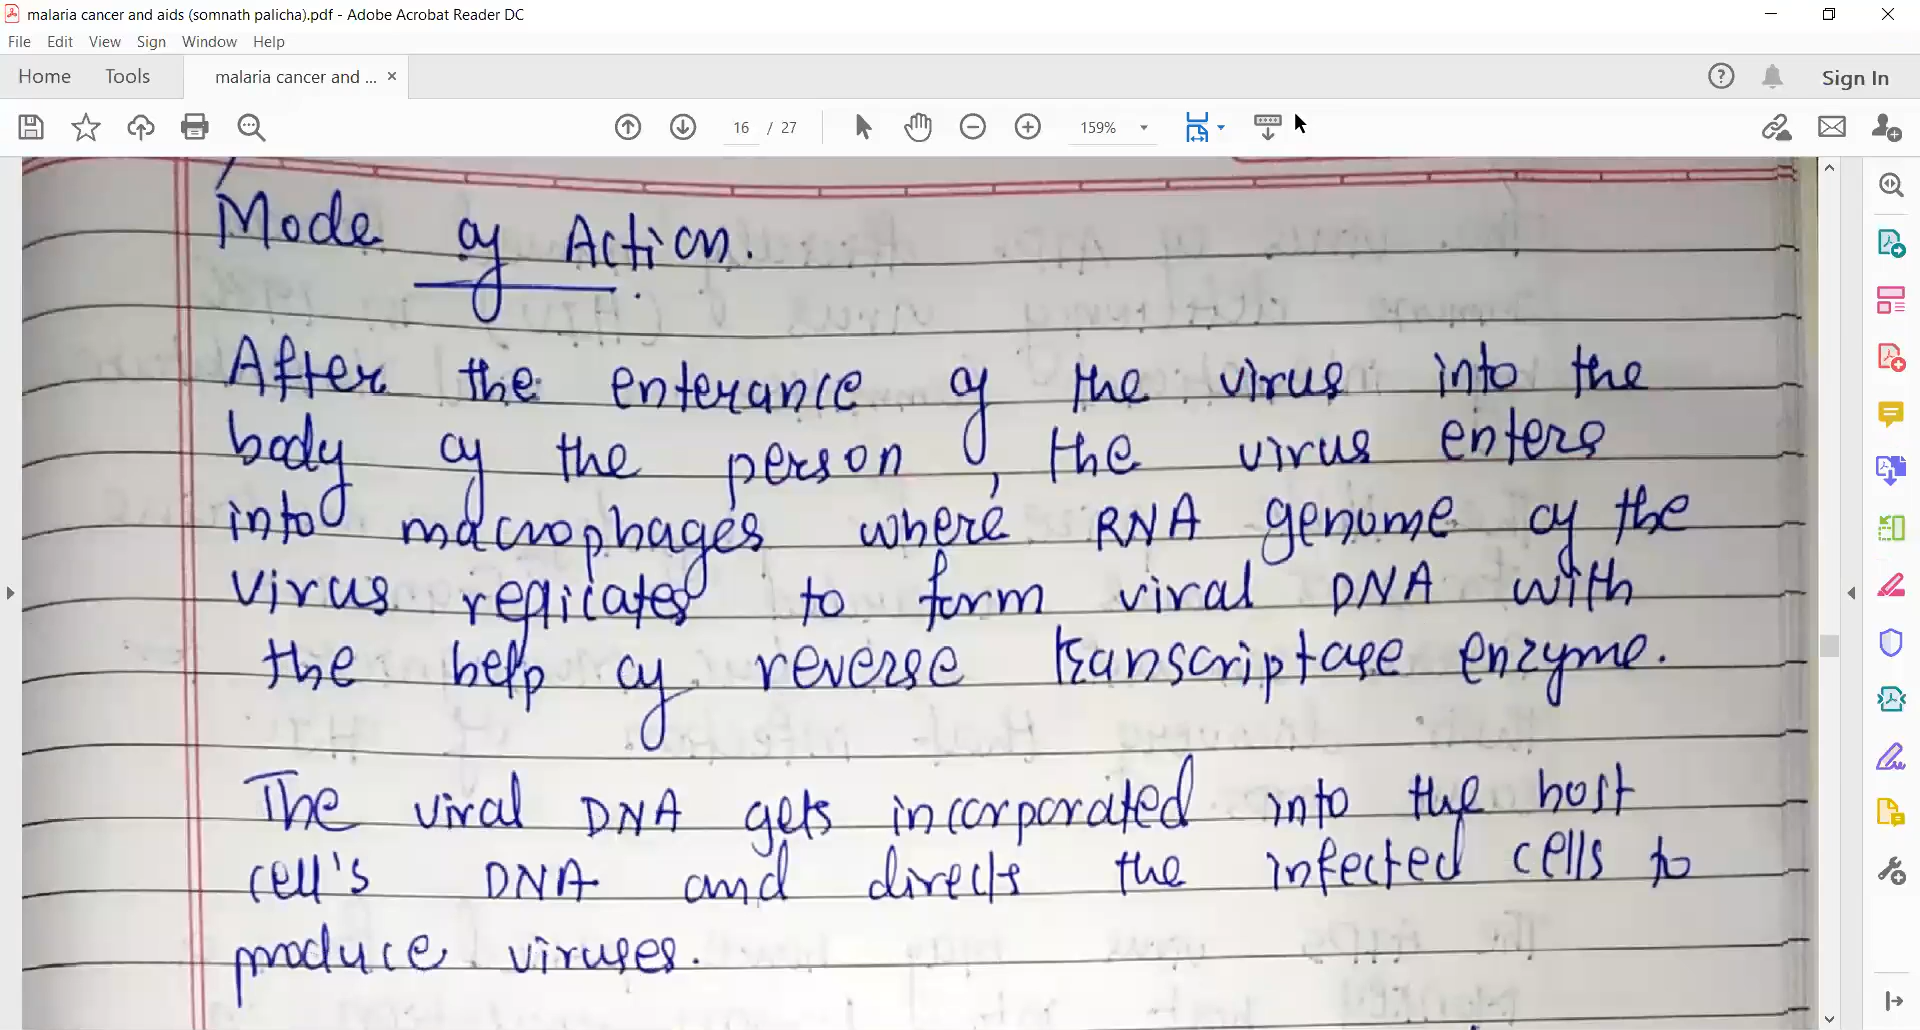 malaria cancer and aids (somnath palicha).pdf - Adobe Acrobat Reader DC
File Edit View Sign Window Help
Home Tools malaria cancer and ... × Sign In
16 / 27 159%
Mode of Action.
After the enterance of the virus into the
body of the person, the virus enters
into macrophages where RNA genome of the
virus replicates to form viral DNA with
the help of reverse transcriptase enzyme.
The viral DNA gets incorporated into the host
cell's DNA and directs the infected cells to
produce viruses.